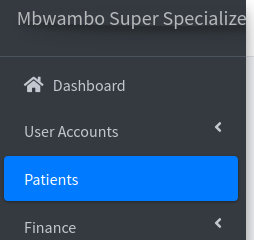 Mbwambo Super Specialize
Dashboard
User Accounts
Patients
Finance